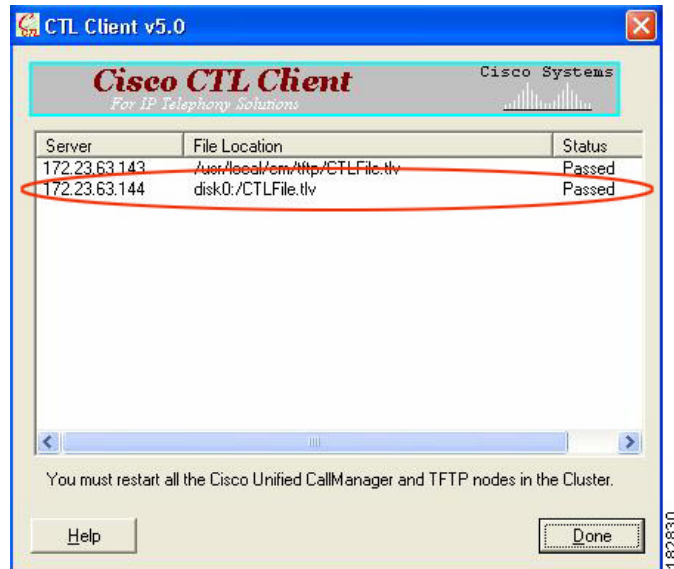 CTL Client v5.0
Cisco CTL Client
For IP Telephony Solutions
Cisco Systems
Server File Location Status
172.23.63.143 /usr/local/cm/tftp/CTLFile.tlv Passed
172.23.63.144 disk0:/CTLFile.tlv Passed
You must restart all the Cisco Unified CallManager and TFTP nodes in the Cluster.
Help Done
182830